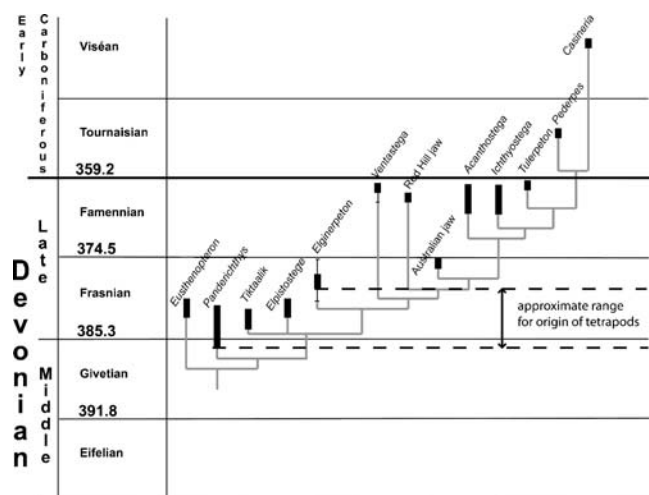 Early
Carboniferous
Viséan
Tournaisian
359.2
Devonian
Late
Famennian
374.5
Frasnian
385.3
Middle
Givetian
391.8
Eifelian
Eusthenopteron
Panderichthys
Tiktaalik
Elpistostege
Elginerpeton
Ventastega
Red Hill jaw
Australian jaw
Acanthostega
Ichthyostega
Tulerpeton
Pederpes
Casineria
approximate range
for origin of tetrapods